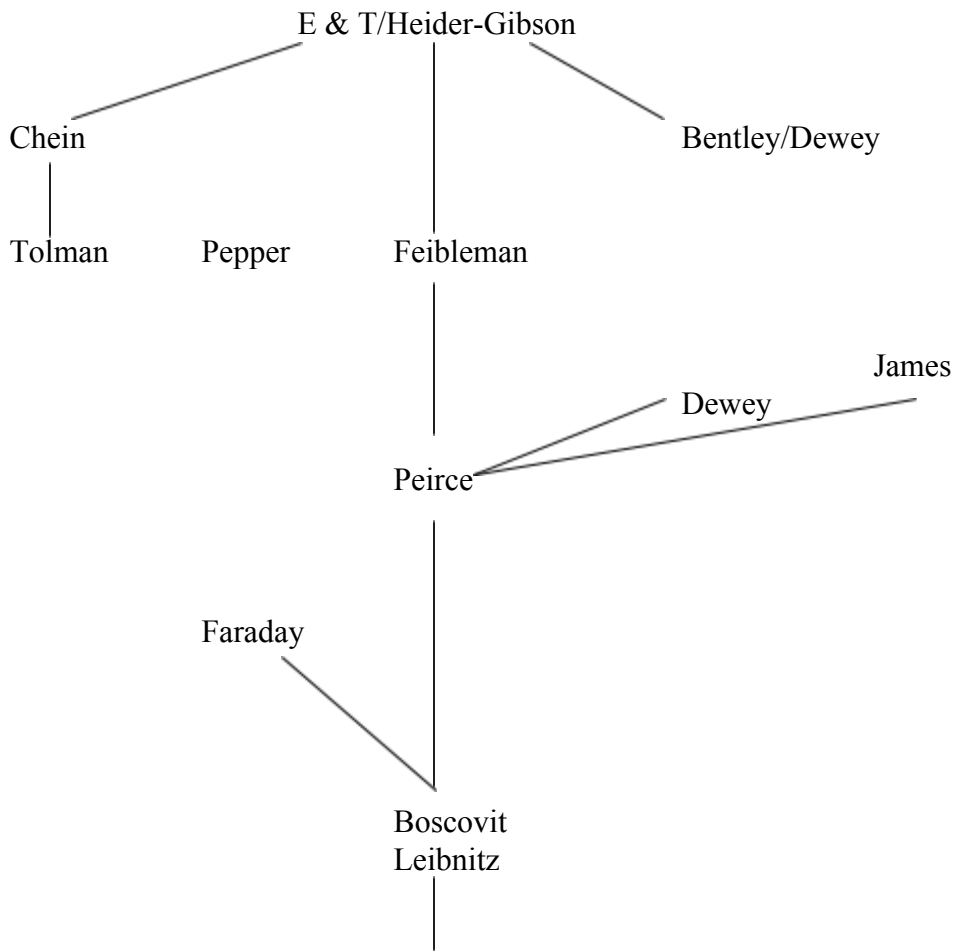 E & T/Heider-Gibson
Chein
Bentley/Dewey
Tolman
Pepper
Feibleman
James
Dewey
Peirce
Faraday
Boscovit
Leibnitz